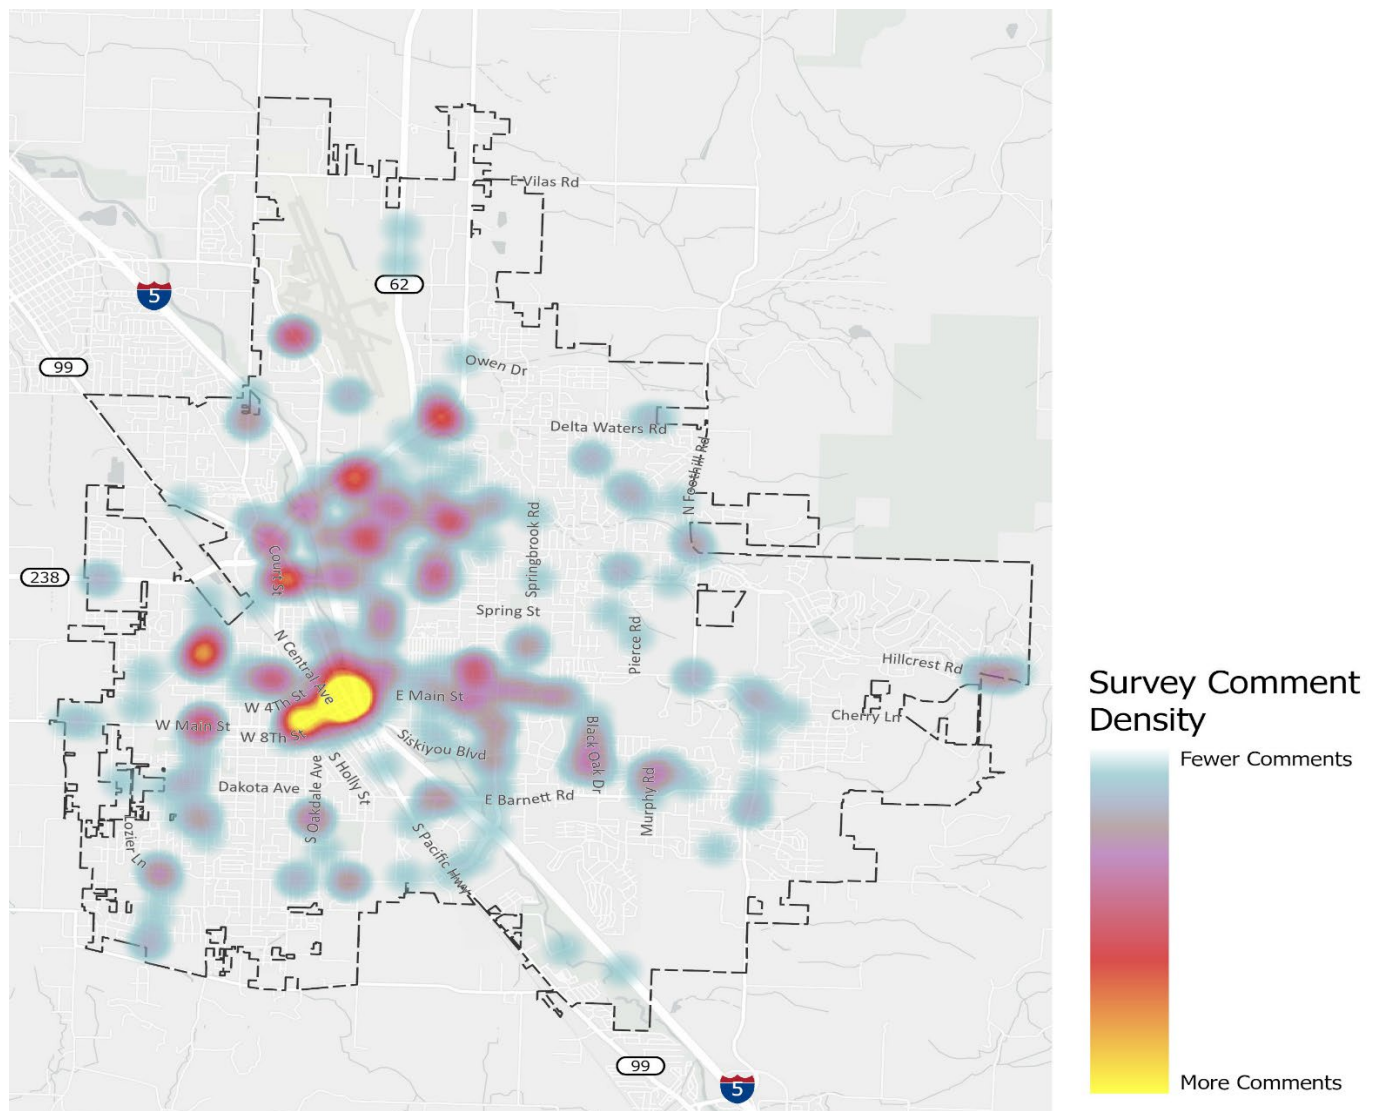 E Vilas Rd
62
5
99
Owen Dr
Delta Waters Rd
N Foothill Rd
Springbrook Rd
Court St
238
Spring St
Pierce Rd
N Central Ave
Hillcrest Rd
E Main St
W 4Th St
Cherry Ln
W Main St
W 8Th St
Siskiyou Blvd
Black Oak Dr
S Holly St
Dakota Ave
S Oakdale Ave
E Barnett Rd
Murphy Rd
Lozier Ln
S Pacific Hwy
99
5
Survey Comment
Density
Fewer Comments
More Comments